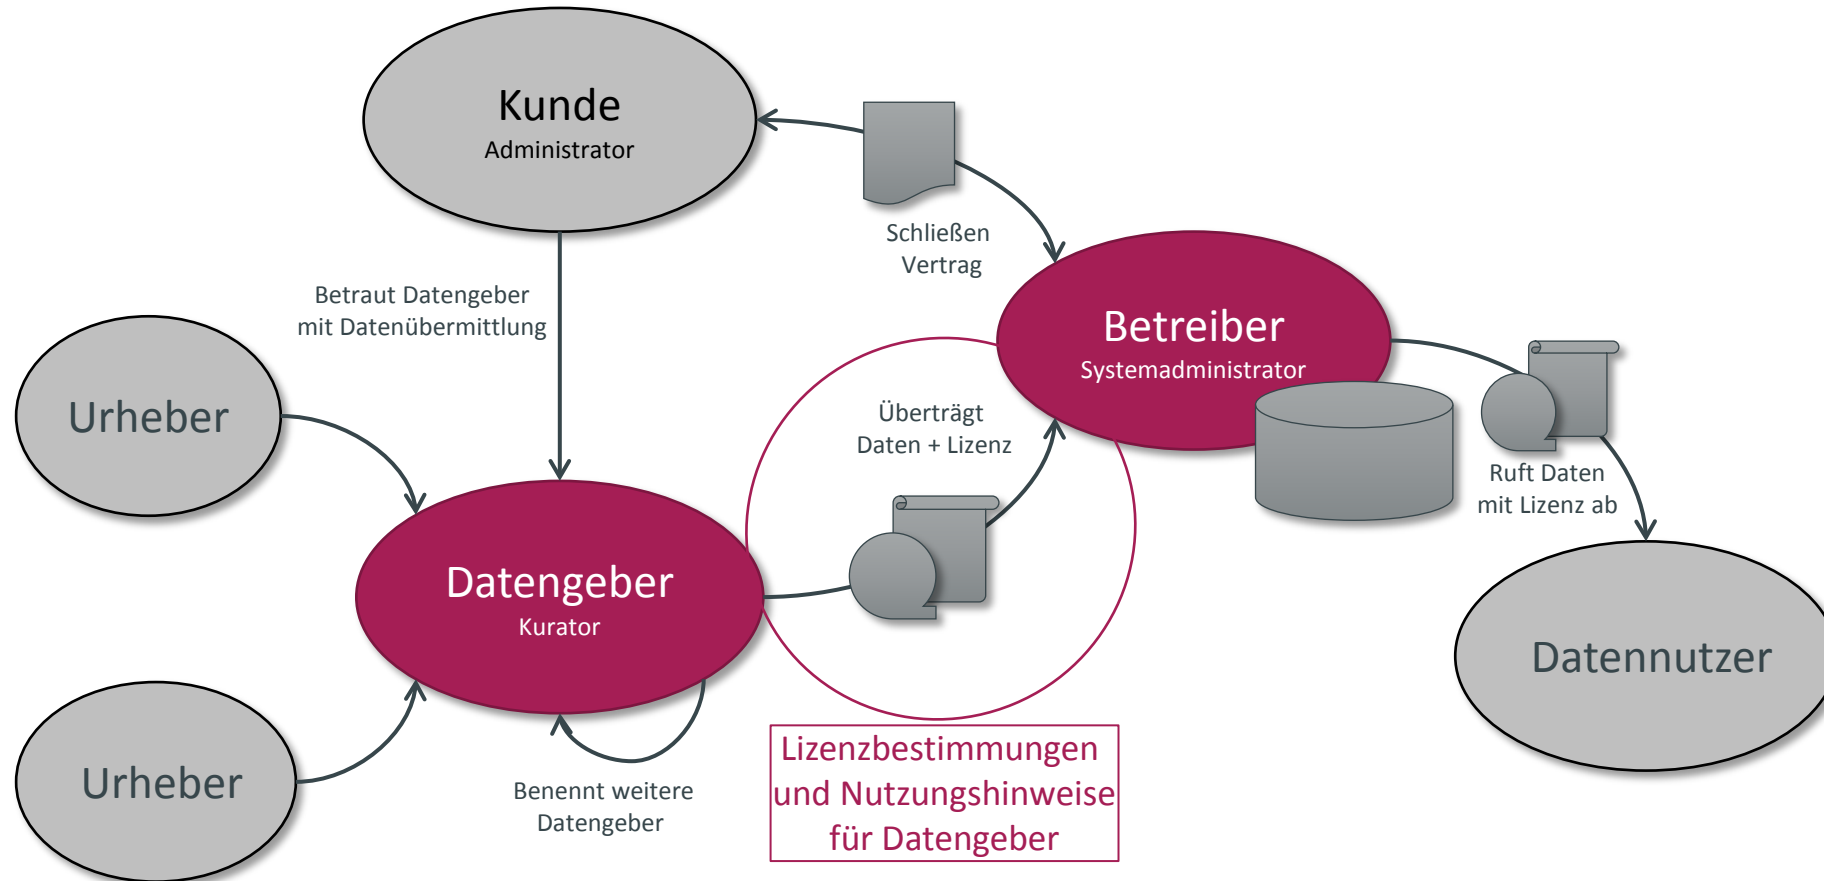 Kunde
Administrator
Schließen
Vertrag
Betraut Datengeber
mit Datenübermittlung
Betreiber
Systemadministrator
Urheber
Überträgt
Daten + Lizenz
Ruft Daten
mit Lizenz ab
Datengeber
Kurator
Datennutzer
Urheber
Benennt weitere
Datengeber
Lizenzbestimmungen
und Nutzungshinweise
für Datengeber